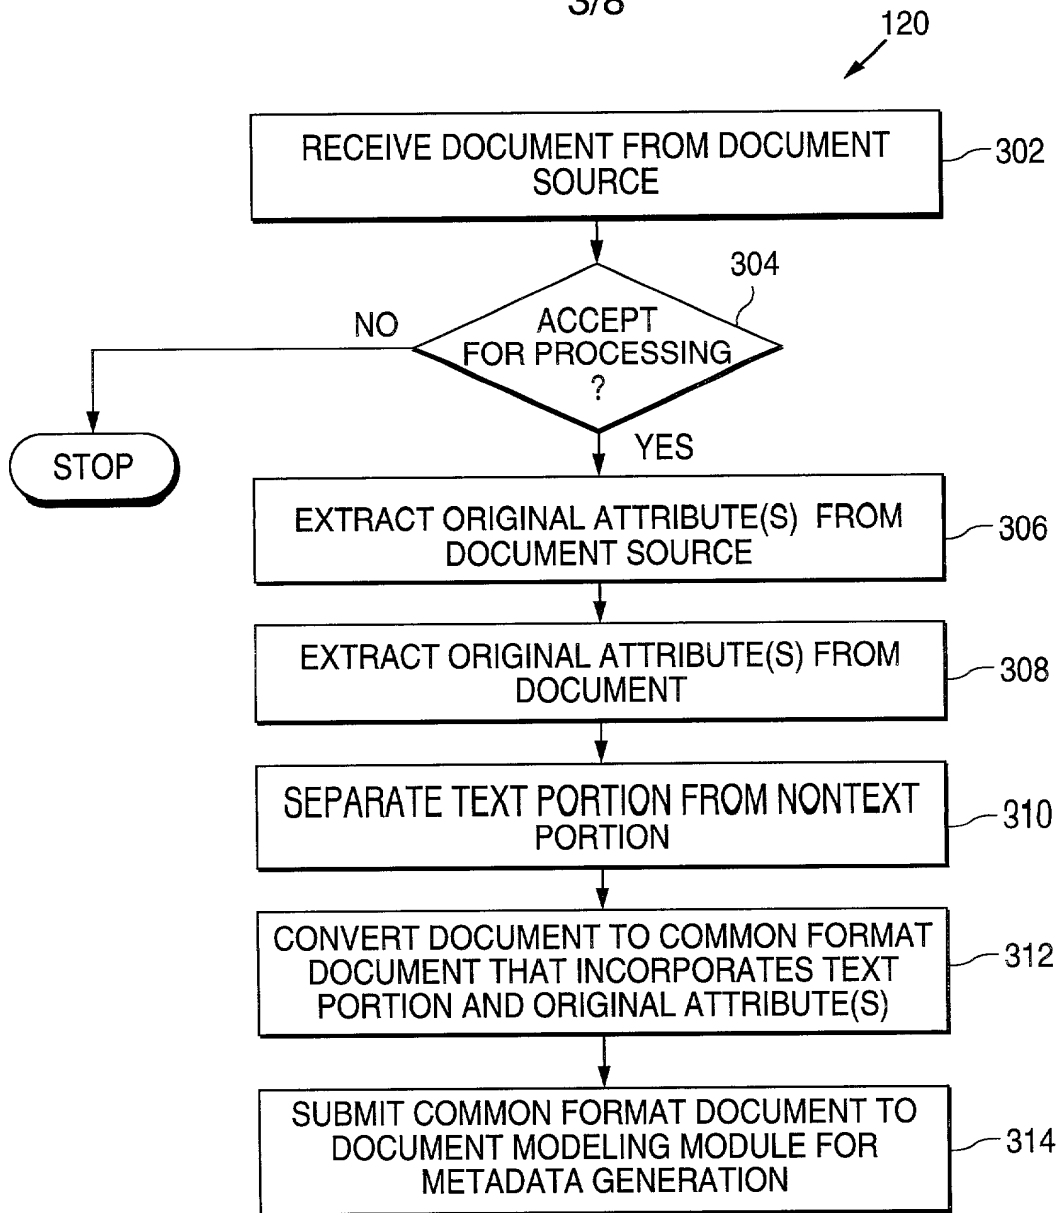 3/8
120
RECEIVE DOCUMENT FROM DOCUMENT
SOURCE
302
304
ACCEPT
FOR PROCESSING
?
NO
STOP
YES
EXTRACT ORIGINAL ATTRIBUTE(S) FROM
DOCUMENT SOURCE
306
EXTRACT ORIGINAL ATTRIBUTE(S) FROM
DOCUMENT
308
SEPARATE TEXT PORTION FROM NONTEXT
PORTION
310
CONVERT DOCUMENT TO COMMON FORMAT
DOCUMENT THAT INCORPORATES TEXT
PORTION AND ORIGINAL ATTRIBUTE(S)
312
SUBMIT COMMON FORMAT DOCUMENT TO
DOCUMENT MODELING MODULE FOR
METADATA GENERATION
314